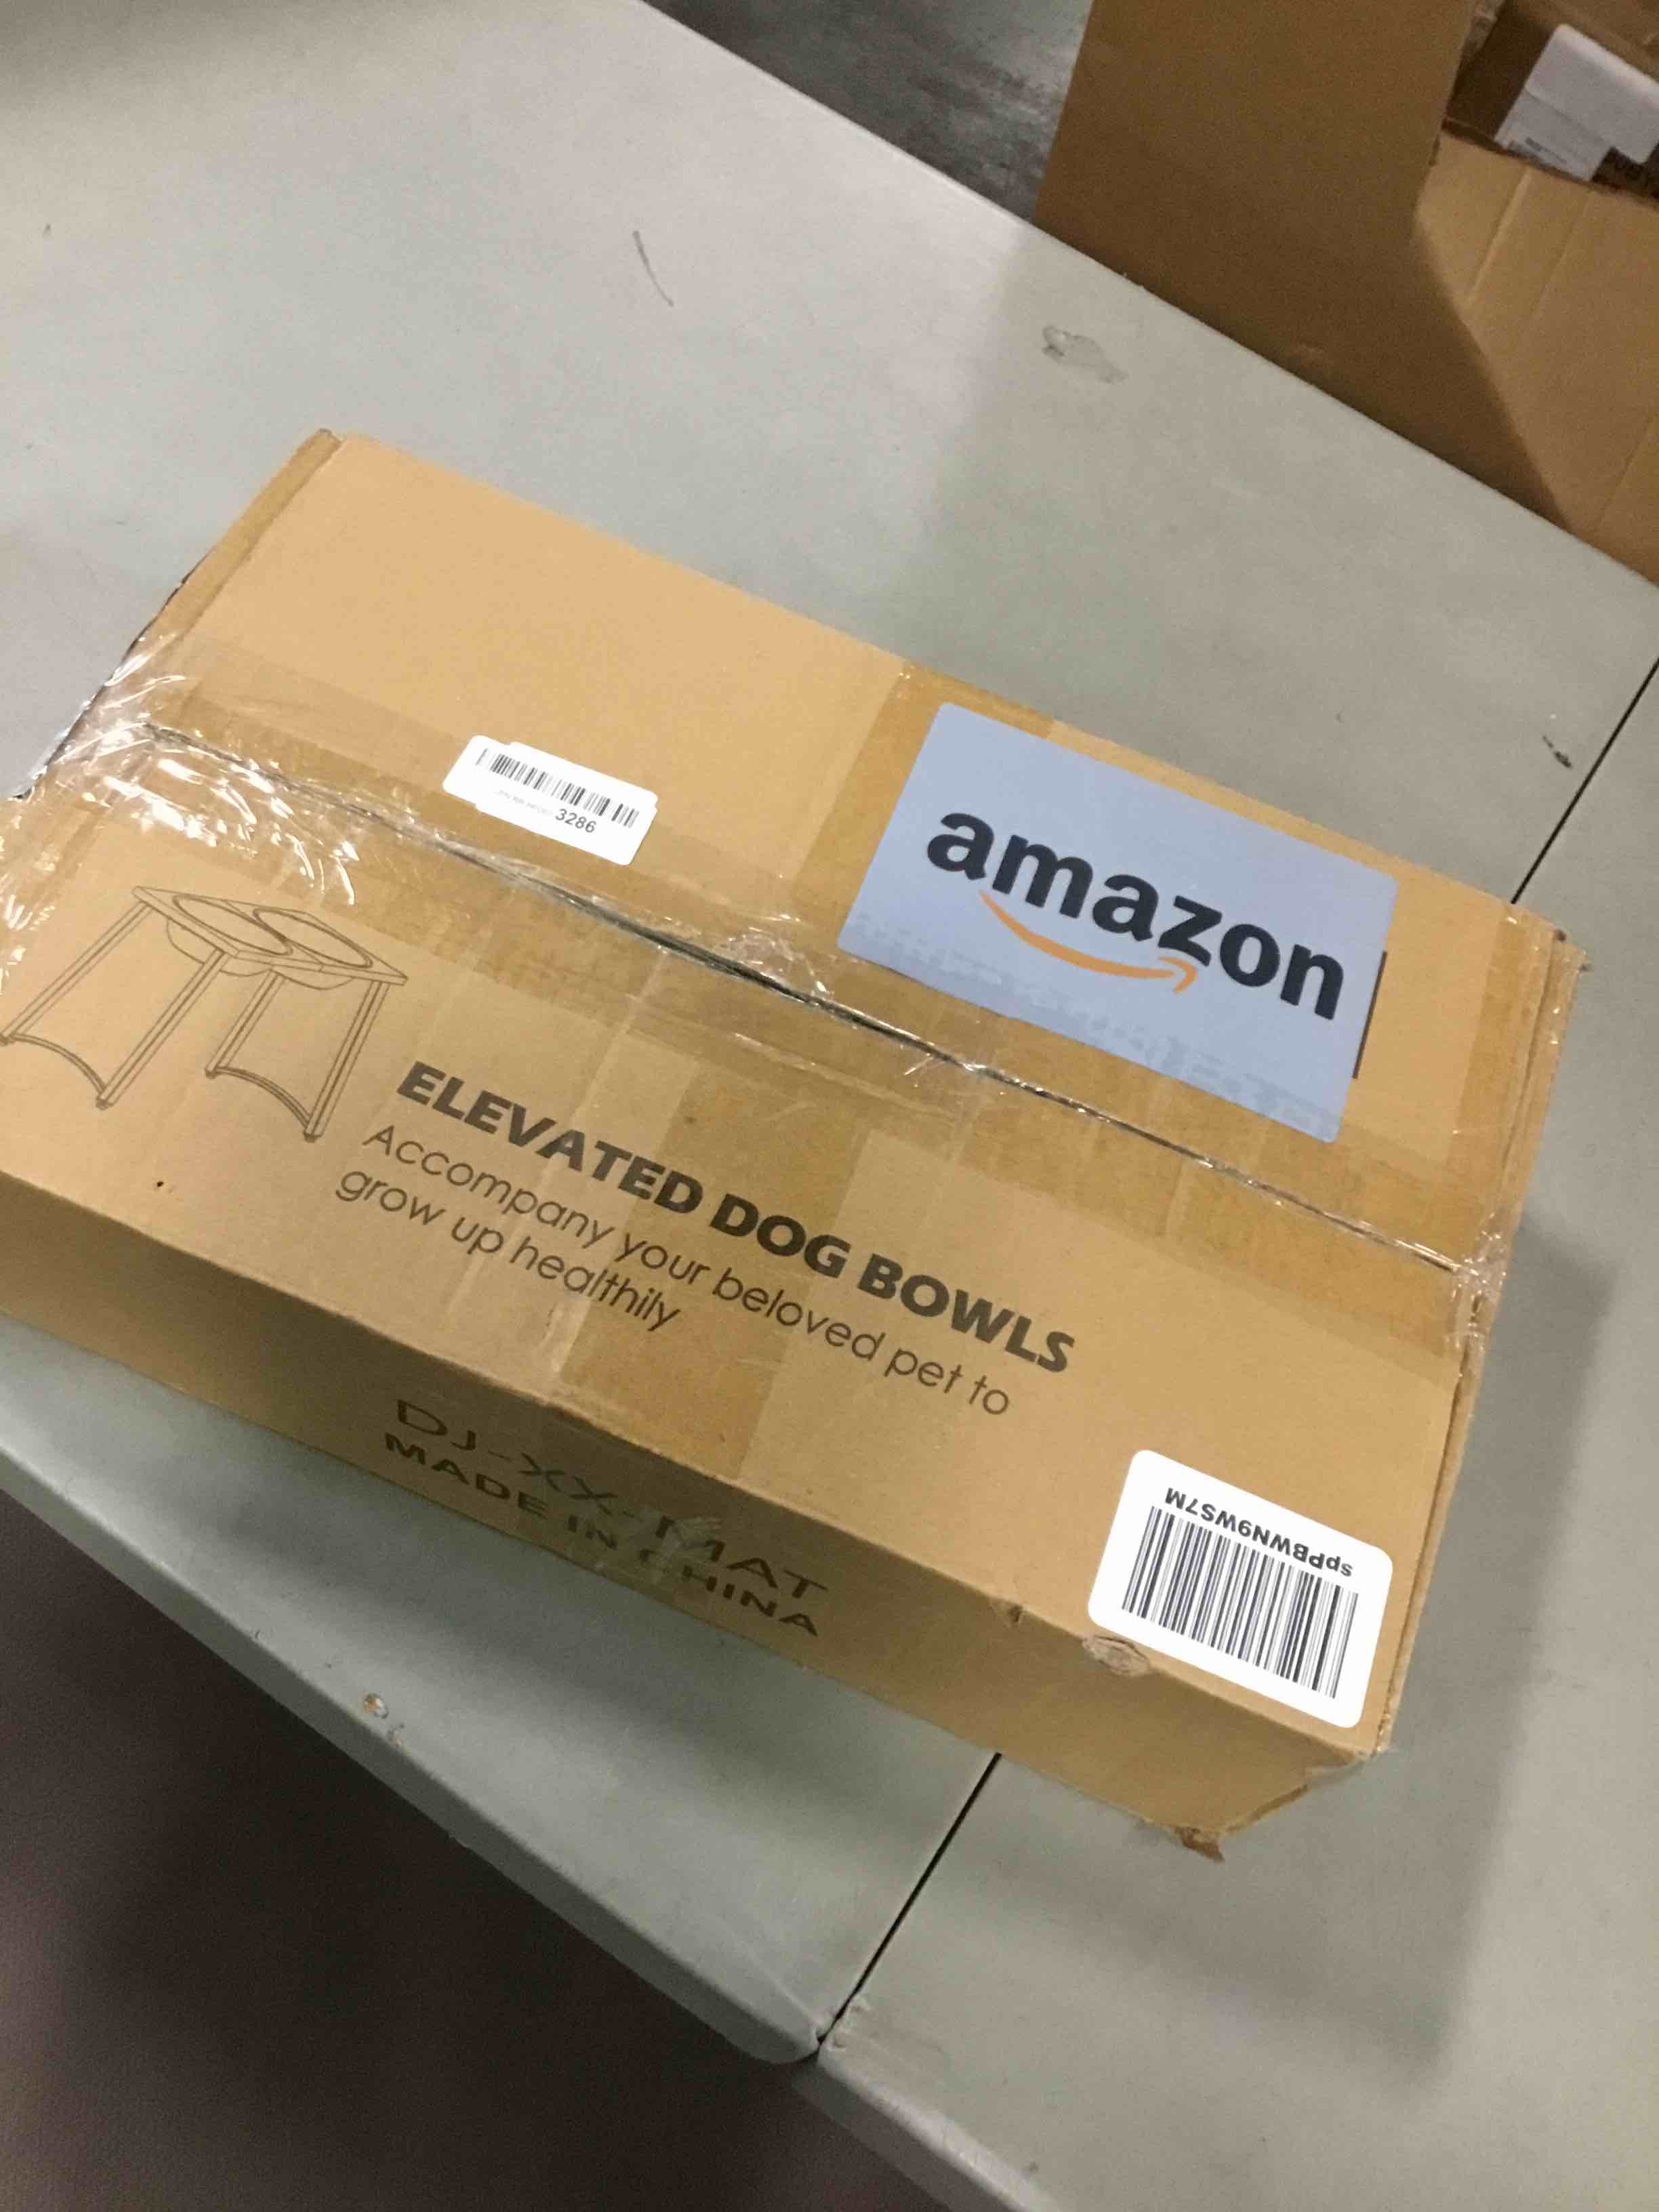 3286
amazon
ELEVATED DOG BOWLS
Accompany your beloved pet to
grow up healthily
DJ-XX-MAT
MADE IN CHINA
spPBWN9WS7M